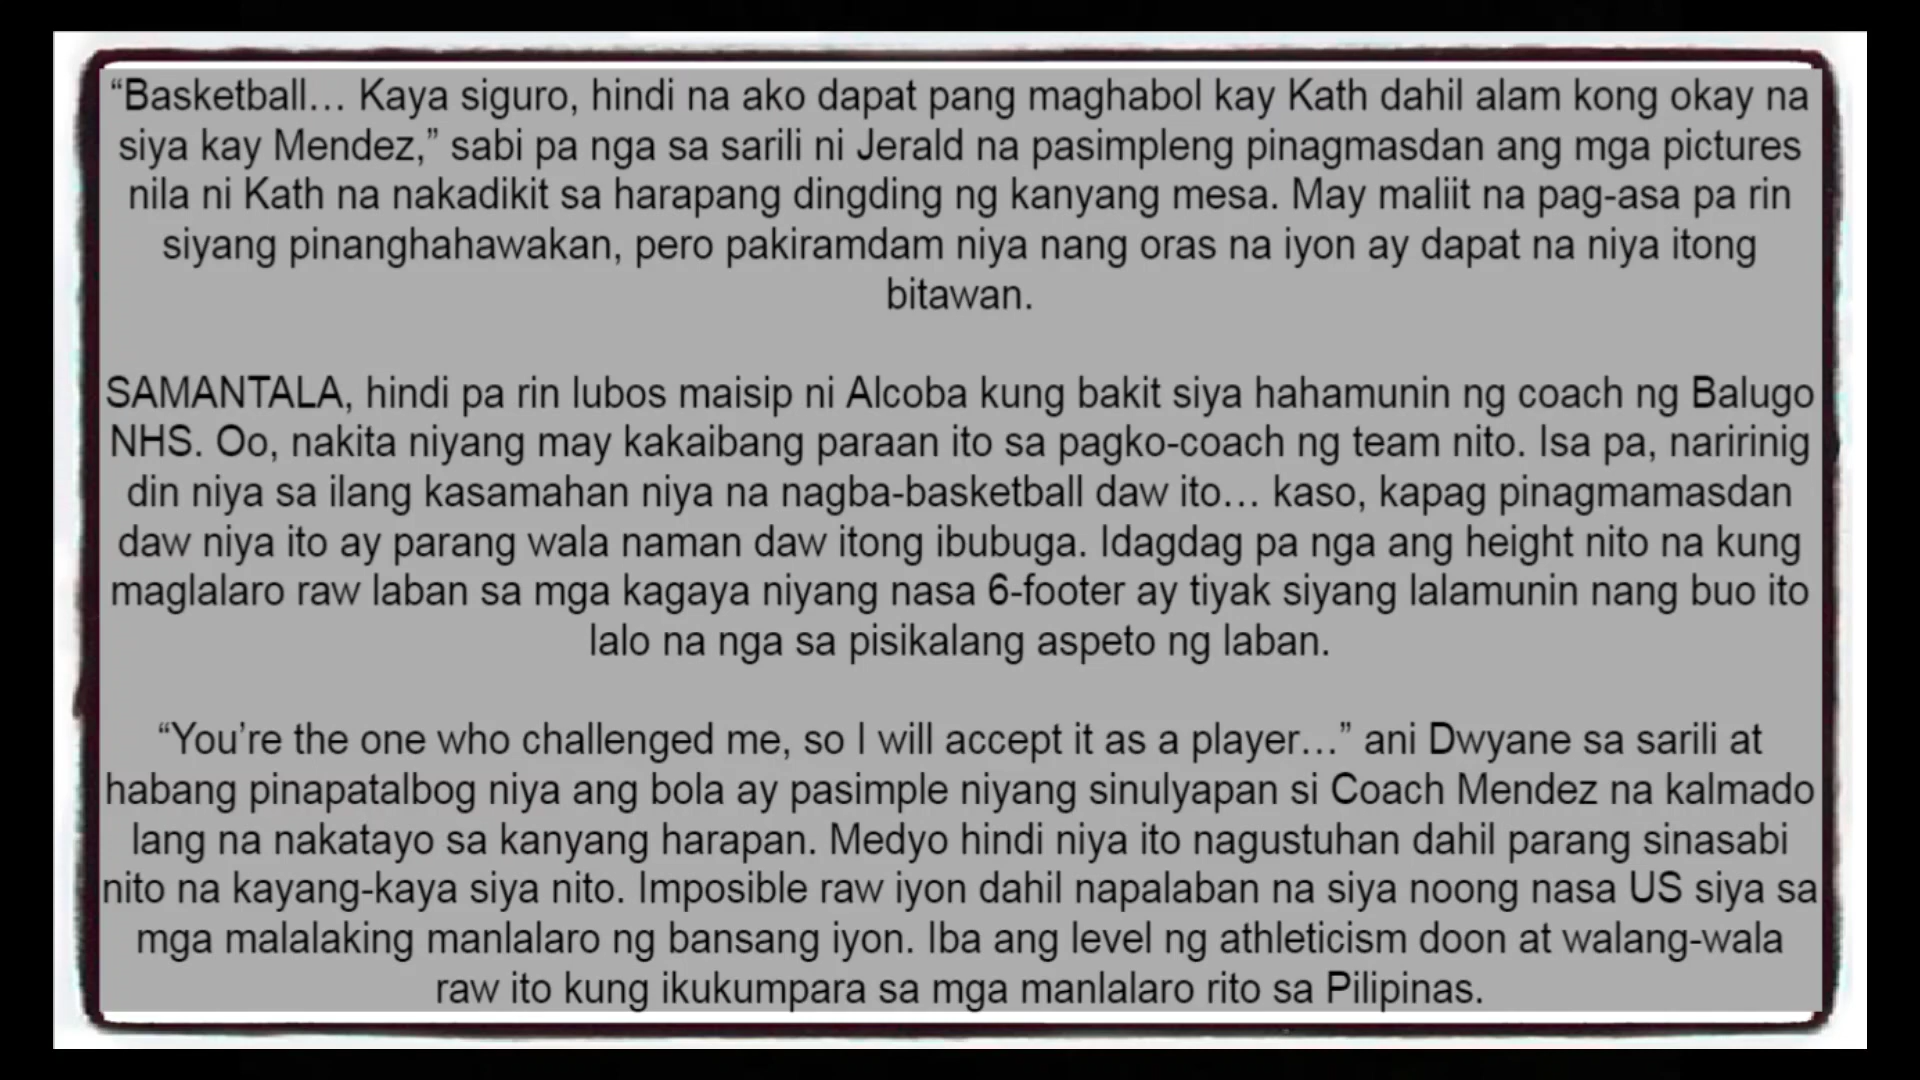 “Basketball… Kaya siguro, hindi na ako dapat pang maghabol kay Kath dahil alam kong okay na
siya kay Mendez,” sabi pa nga sa sarili ni Jerald na pasimpleng pinagmasdan ang mga pictures
nila ni Kath na nakadikit sa harapang dingding ng kanyang mesa. May maliit na pag-asa pa rin
siyang pinanghahawakan, pero pakiramdam niya nang oras na iyon ay dapat na niya itong
bitawan.
SAMANTALA, hindi pa rin lubos maisip ni Alcoba kung bakit siya hahamunin ng coach ng Balugo
NHS. Oo, nakita niyang may kakaibang paraan ito sa pagko-coach ng team nito. Isa pa, naririnig
din niya sa ilang kasamahan niya na nagba-basketball daw ito… kaso, kapag pinagmamasdan
daw niya ito ay parang wala naman daw itong ibubuga. Idagdag pa nga ang height nito na kung
maglalaro raw laban sa mga kagaya niyang nasa 6-footer ay tiyak siyang lalamunin nang buo ito
lalo na nga sa pisikalang aspeto ng laban.
“You’re the one who challenged me, so I will accept it as a player…” ani Dwyane sa sarili at
habang pinapatalbog niya ang bola ay pasimple niyang sinulyapan si Coach Mendez na kalmado
lang na nakatayo sa kanyang harapan. Medyo hindi niya ito nagustuhan dahil parang sinasabi
nito na kayang-kaya siya nito. Imposible raw iyon dahil napalaban na siya noong nasa US siya sa
mga malalaking manlalaro ng bansang iyon. Iba ang level ng athleticism doon at walang-wala
raw ito kung ikukumpara sa mga manlalaro rito sa Pilipinas.